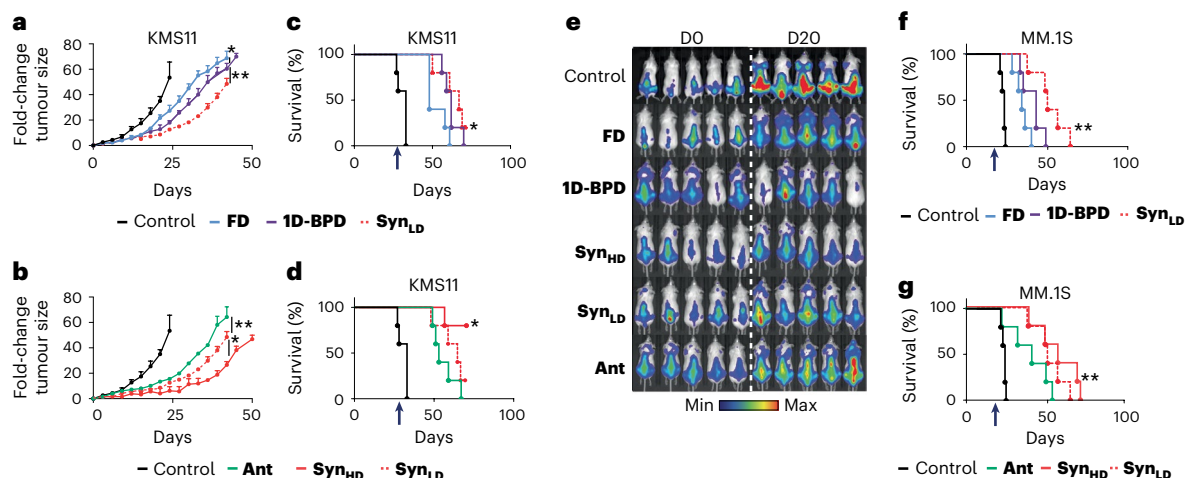 a
KMS11
Fold-change
tumour size
80
60
40
20
0
0
25
50
*
**
Days
c
KMS11
Survival (%)
100
50
0
0
50
100
*
Days
Control FD 1D-BPD SynLD
b
Fold-change
tumour size
80
60
40
20
0
0
25
50
**
*
Days
d
KMS11
Survival (%)
100
50
0
0
50
100
*
Days
Control Ant SynHD SynLD
e
D0 D20
Control
FD
1D-BPD
SynHD
SynLD
Ant
Min Max
f
MM.1S
Survival (%)
100
50
0
0
50
100
**
Days
Control FD 1D-BPD SynLD
g
MM.1S
Survival (%)
100
50
0
0
50
100
**
Days
Control Ant SynHD SynLD